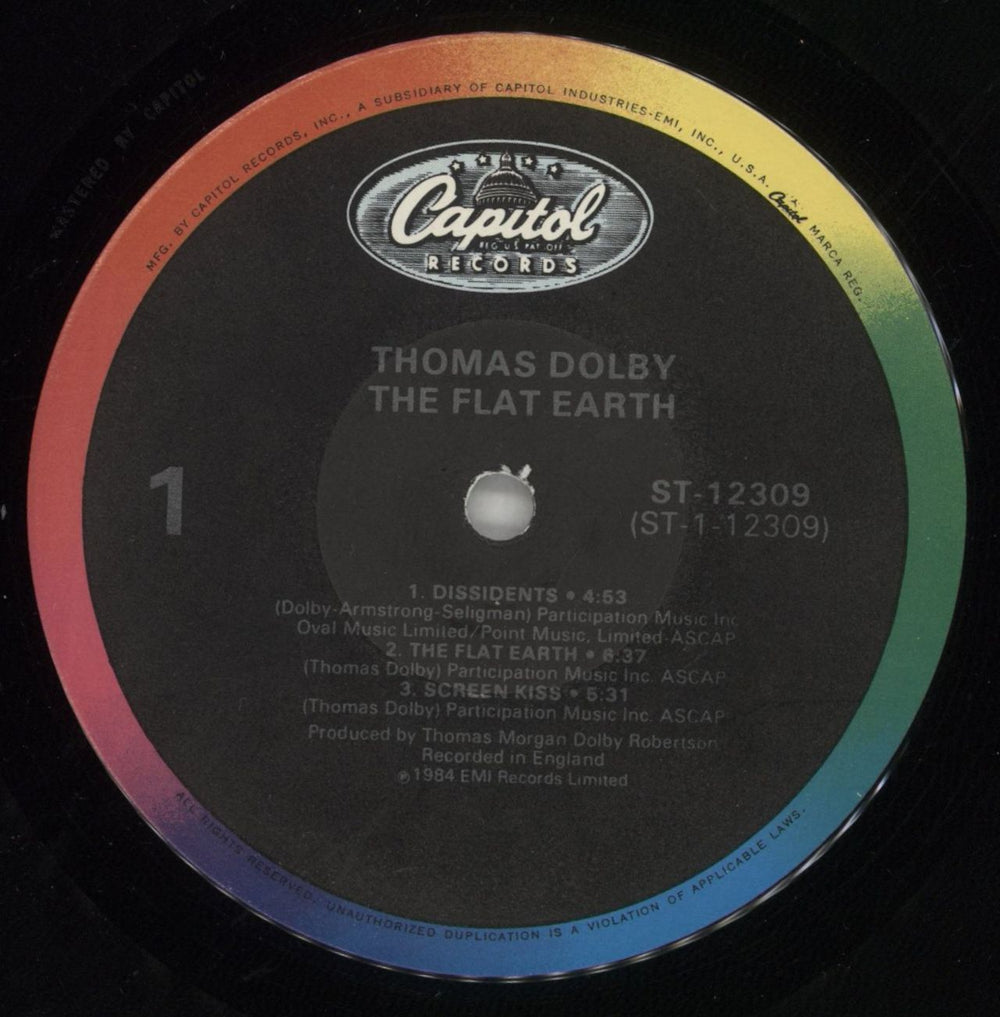 MASTERED BY CAPITOL
MFG. BY CAPITOL RECORDS, INC., A SUBSIDIARY OF CAPITOL INDUSTRIES-EMI, INC., U.S.A. Capitol MARCA REG.
Capitol
REG U.S. PAT. OFF
RECORDS
THOMAS DOLBY
THE FLAT EARTH
1
ST-12309
(ST-1-12309)
1. DISSIDENTS • 4:53
(Dolby-Armstrong-Seligman) Participation Music Inc
Oval Music Limited/Point Music, Limited-ASCAP
2. THE FLAT EARTH • 6:37
(Thomas Dolby) Participation Music Inc. ASCAP
3. SCREEN KISS • 5:31
(Thomas Dolby) Participation Music Inc. ASCAP
Produced by Thomas Morgan Dolby Robertson
Recorded in England
℗ 1984 EMI Records Limited
ALL RIGHTS RESERVED. UNAUTHORIZED DUPLICATION IS A VIOLATION OF APPLICABLE LAWS.